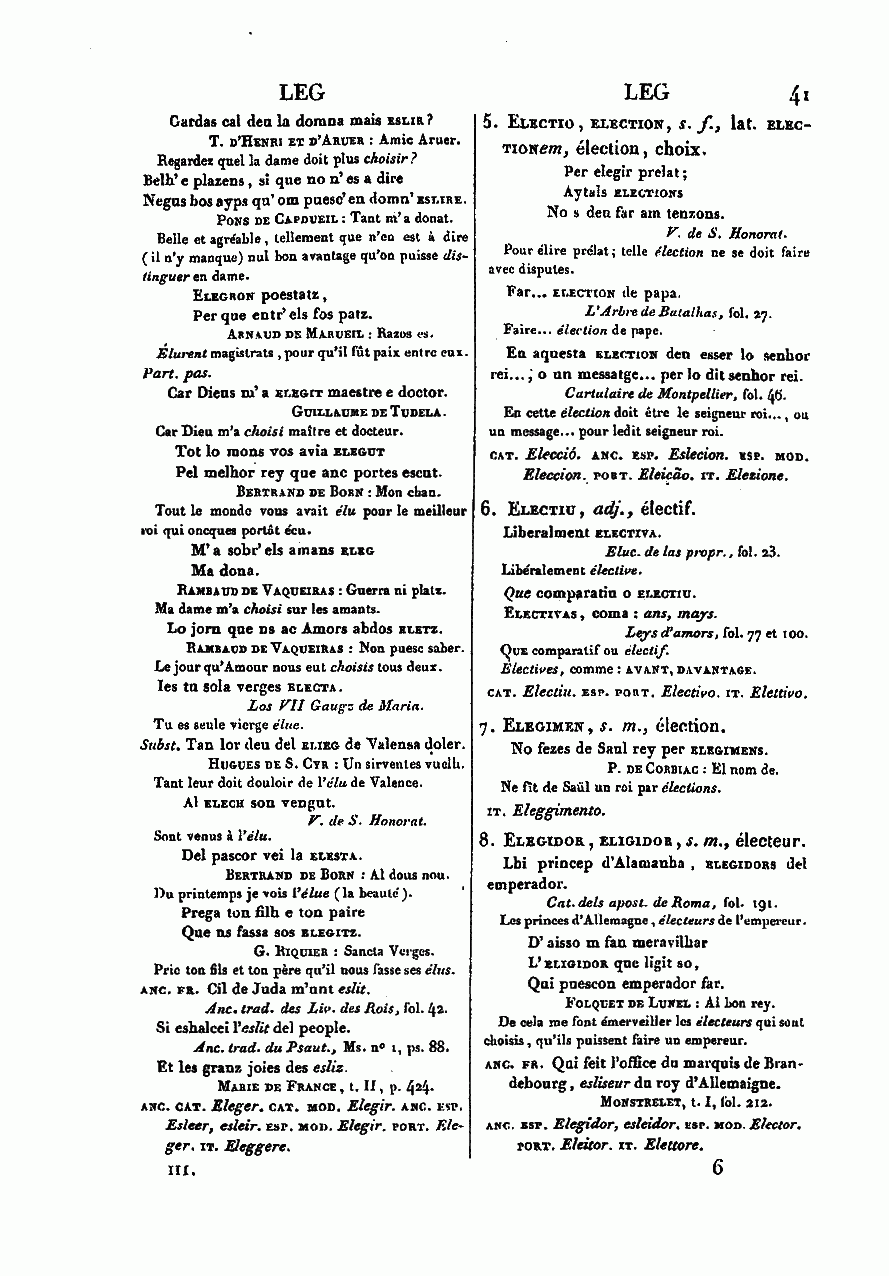 LEG
Gardas cal deu la domna mais ESLIR?
T. D'HENRI ET D'ARUER : Amic Aruer.
Regardez quel la dame doit plus choisir?
Belh' e plazens, si que no n' es a dire
Negus bos ayps qu' om puesc' en domn' ESLIRE.
PONS DE CAPDUEIL : Tant m' a donat.
Belle et agréable, tellement que n'en est à dire
(il n'y manque) nul bon avantage qu'on puisse dis-
tinguer en dame.
ELEGRON poestatz,
Per que entr' els fos patz.
ARNAUD DE MARUEIL : Razos es.
Élurent magistrats, pour qu'il fût paix entre eux.
Part. pas.
Car Dieus m' a ELEGIT maestre e doctor.
GUILLAUME DE TUDELA.
Car Dieu m'a choisi maître et docteur.
Tot lo mons vos avia ELEGUT
Pel melhor rey que anc portes escut.
BERTRAND DE BORN : Mon chan.
Tout le monde vous avait élu pour le meilleur
roi qui oncques portât écu.
M' a sobr' els amans ELEG
Ma dona.
RAMBAUD DE VAQUEIRAS : Guerra ni platz.
Ma dame m'a choisi sur les amants.
Lo jorn que ns ac Amors abdos ELETZ.
RAMBAUD DE VAQUEIRAS : Non puesc saber.
Le jour qu'Amour nous eut choisis tous deux.
Ies tu sola verges ELECTA.
Los VII Gaugz de Maria.
Tu es seule vierge élue.
Subst. Tan lor deu del ELIEG de Valensa doler.
HUGUES DE S. CYR : Un sirventes vuelh.
Tant leur doit douloir de l'élu de Valence.
Al ELECH son vengut.
V. de S. Honorat.
Sont venus à l'élu.
Del pascor vei la ELESTA.
BERTRAND DE BORN : Al dous nou.
Du printemps je vois l'élue (la beauté).
Prega ton filh e ton paire
Que ns fassa sos ELEGITZ.
G. RIQUIER : Sancta Verges.
Prie ton fils et ton père qu'il nous fasse ses élus.
ANC. FR. Cil de Juda m'unt eslit.
Anc. trad. des Liv. des Rois, fol. 42.
Si eshalcei l'eslit del people.
Anc. trad. du Psaut., Ms. n° 1, ps. 88.
Et les granz joies des esliz.
MARIE DE FRANCE, t. II, p. 424.
ANC. CAT. Eleger. CAT. MOD. Elegir. ANC. ESP.
Esleer, esleir. ESP. MOD. Elegir. PORT. Ele-
ger. IT. Eleggere.
III.
LEG 41
5. ELECTIO, ELECTION, s. f., lat. ELEC-
TIONem, élection, choix.
Per elegir prelat;
Aytals ELECTIONS
No s deu far am tenzons.
V. de S. Honorat.
Pour élire prélat; telle élection ne se doit faire
avec disputes.
Far... ELECTION de papa.
L'Arbre de Batalhas, fol. 27.
Faire... élection de pape.
En aquesta ELECTION deu esser lo senhor
rei...; o un messatge... per lo dit senhor rei.
Cartulaire de Montpellier, fol. 46.
En cette élection doit être le seigneur roi..., ou
un message... pour ledit seigneur roi.
CAT. Elecció. ANC. ESP. Eslecion. ESP. MOD.
Eleccion. PORT. Eleição. IT. Elezione.
6. ELECTIU, adj., électif.
Liberalment ELECTIVA.
Eluc. de las propr., fol. 23.
Libéralement élective.
Que comparatiu o ELECTIU.
ELECTIVAS, coma : ans, mays.
Leys d'amors, fol. 77 et 100.
QUE comparatif ou électif.
Electives, comme : AVANT, DAVANTAGE.
CAT. Electiu. ESP. PORT. Electivo. IT. Elettivo.
7. ELEGIMEN, s. m., élection.
No fezes de Saul rey per ELEGIMENS.
P. DE CORBIAC : El nom de.
Ne fît de Saül un roi par élections.
IT. Eleggimento.
8. ELEGIDOR, ELIGIDOR, s. m., électeur.
Lhi princep d'Alamanha, ELEGIDORS del
emperador.
Cat. dels apost. de Roma, fol. 191.
Les princes d'Allemagne, électeurs de l'empereur.
D' aisso m fan meravilhar
L' ELIGIDOR que ligit so,
Qui puescon emperador far.
FOLQUET DE LUNEL : Al bon rey.
De cela me font émerveiller les électeurs qui sont
choisis, qu'ils puissent faire un empereur.
ANC. FR. Qui feit l'office du marquis de Bran-
debourg, esliseur du roy d'Allemaigne.
MONSTRELET, t. I, fol. 212.
ANC. ESP. Elegidor, esleidor. ESP. MOD. Elector.
PORT. Eleitor. IT. Elettore.
6